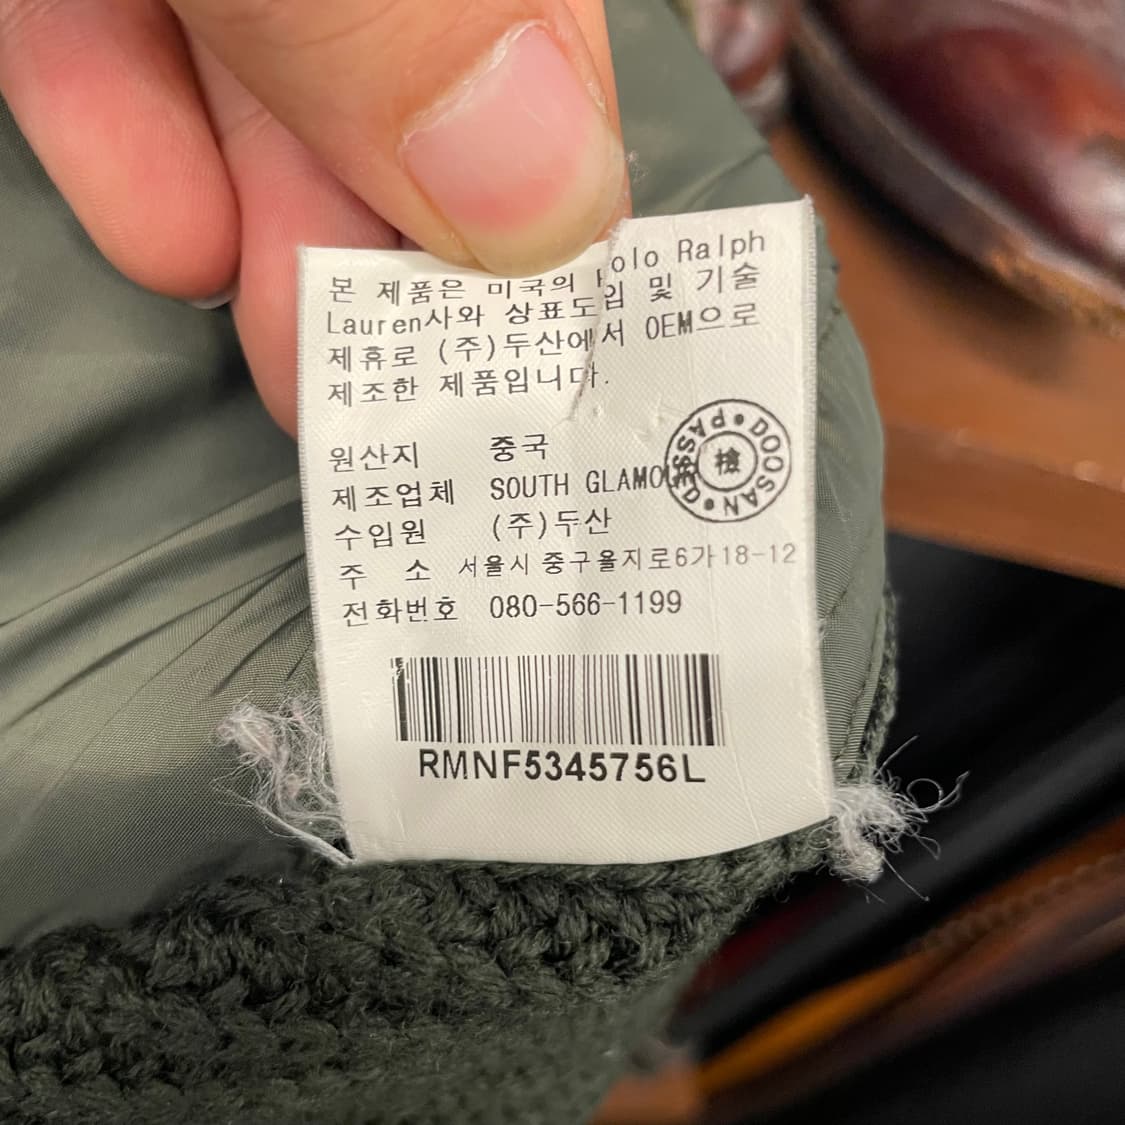 본 제품은 미국의 Polo Ralph
Lauren사와 상표도입 및 기술
제휴로 (주)두산에서 OEM으로
제조한 제품입니다.
원산지 중국
제조업체 SOUTH GLAMOUR
수입원 (주)두산
주 소 서울시 중구을지로6가18-12
전화번호 080-566-1199
DOOSAN • PASSED •
檢
RMNF5345756L